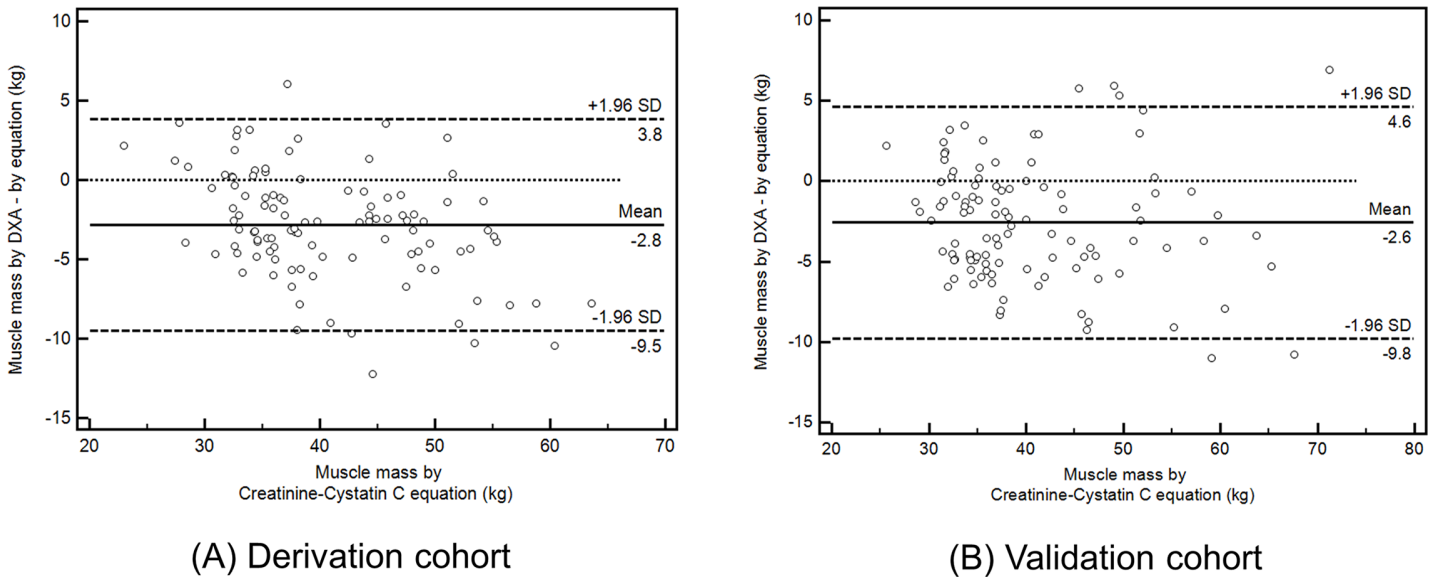 Muscle mass by DXA - by equation (kg)
10
5
0
-5
-10
-15
+1.96 SD
3.8
Mean
-2.8
-1.96 SD
-9.5
20 30 40 50 60 70
Muscle mass by
Creatinine-Cystatin C equation (kg)
(A) Derivation cohort
Muscle mass by DXA - by equation (kg)
10
5
0
-5
-10
-15
+1.96 SD
4.6
Mean
-2.6
-1.96 SD
-9.8
20 30 40 50 60 70 80
Muscle mass by
Creatinine-Cystatin C equation (kg)
(B) Validation cohort